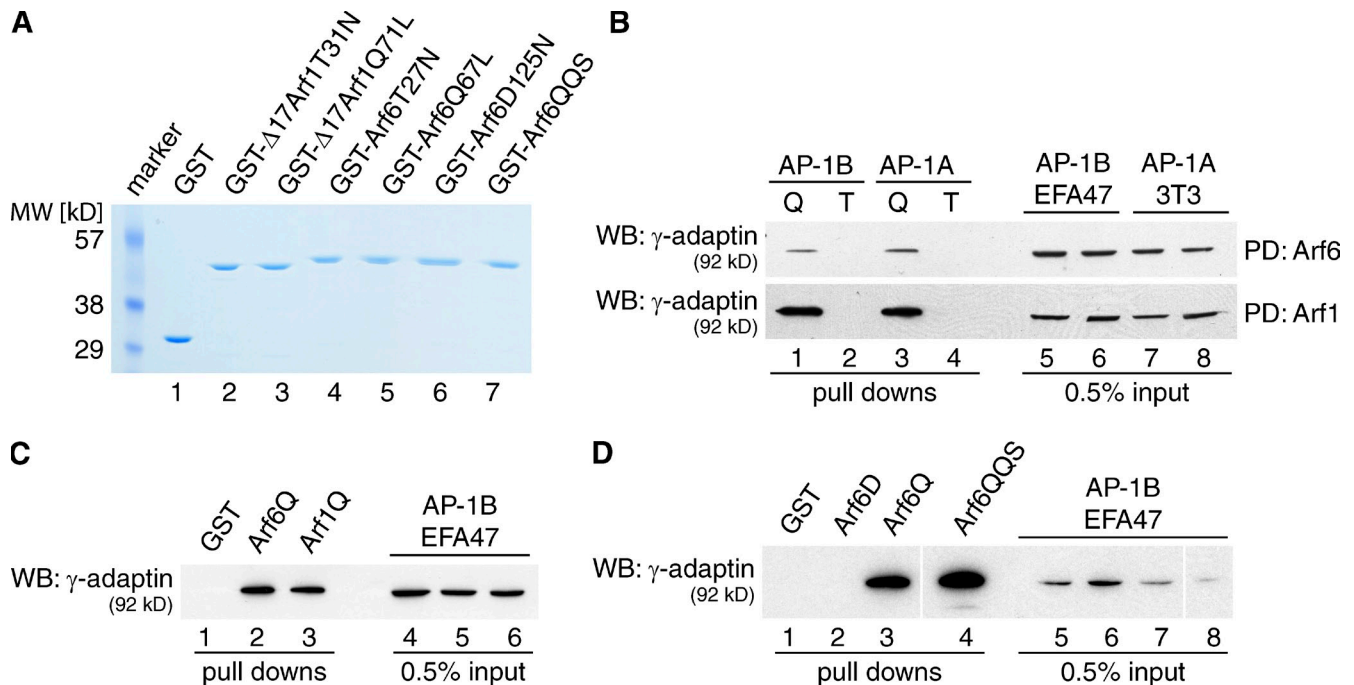 A
marker
GST
GST-Δ17Arf1T31N
GST-Δ17Arf1Q71L
GST-Arf6T27N
GST-Arf6Q67L
GST-Arf6D125N
GST-Arf6QQS
MW [kD]
57
38
29
1 2 3 4 5 6 7
B
AP-1B AP-1A AP-1B AP-1A
Q T Q T EFA47 3T3
WB: γ-adaptin
(92 kD)
PD: Arf6
WB: γ-adaptin
(92 kD)
PD: Arf1
1 2 3 4 5 6 7 8
pull downs 0.5% input
C
GST
Arf6Q
Arf1Q
AP-1B
EFA47
WB: γ-adaptin
(92 kD)
1 2 3 4 5 6
pull downs 0.5% input
D
GST
Arf6D
Arf6Q
Arf6QQS
AP-1B
EFA47
WB: γ-adaptin
(92 kD)
1 2 3 4 5 6 7 8
pull downs 0.5% input